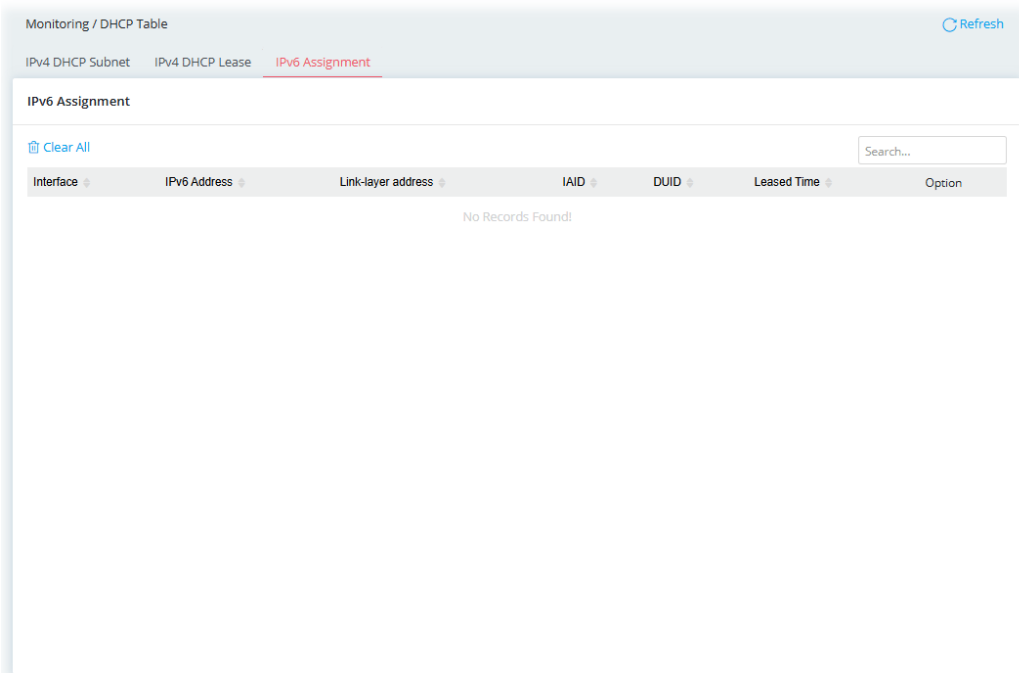 Monitoring / DHCP Table Refresh
IPv4 DHCP Subnet IPv4 DHCP Lease IPv6 Assignment
IPv6 Assignment
Clear All Search...
Interface IPv6 Address Link-layer address IAID DUID Leased Time Option
No Records Found!